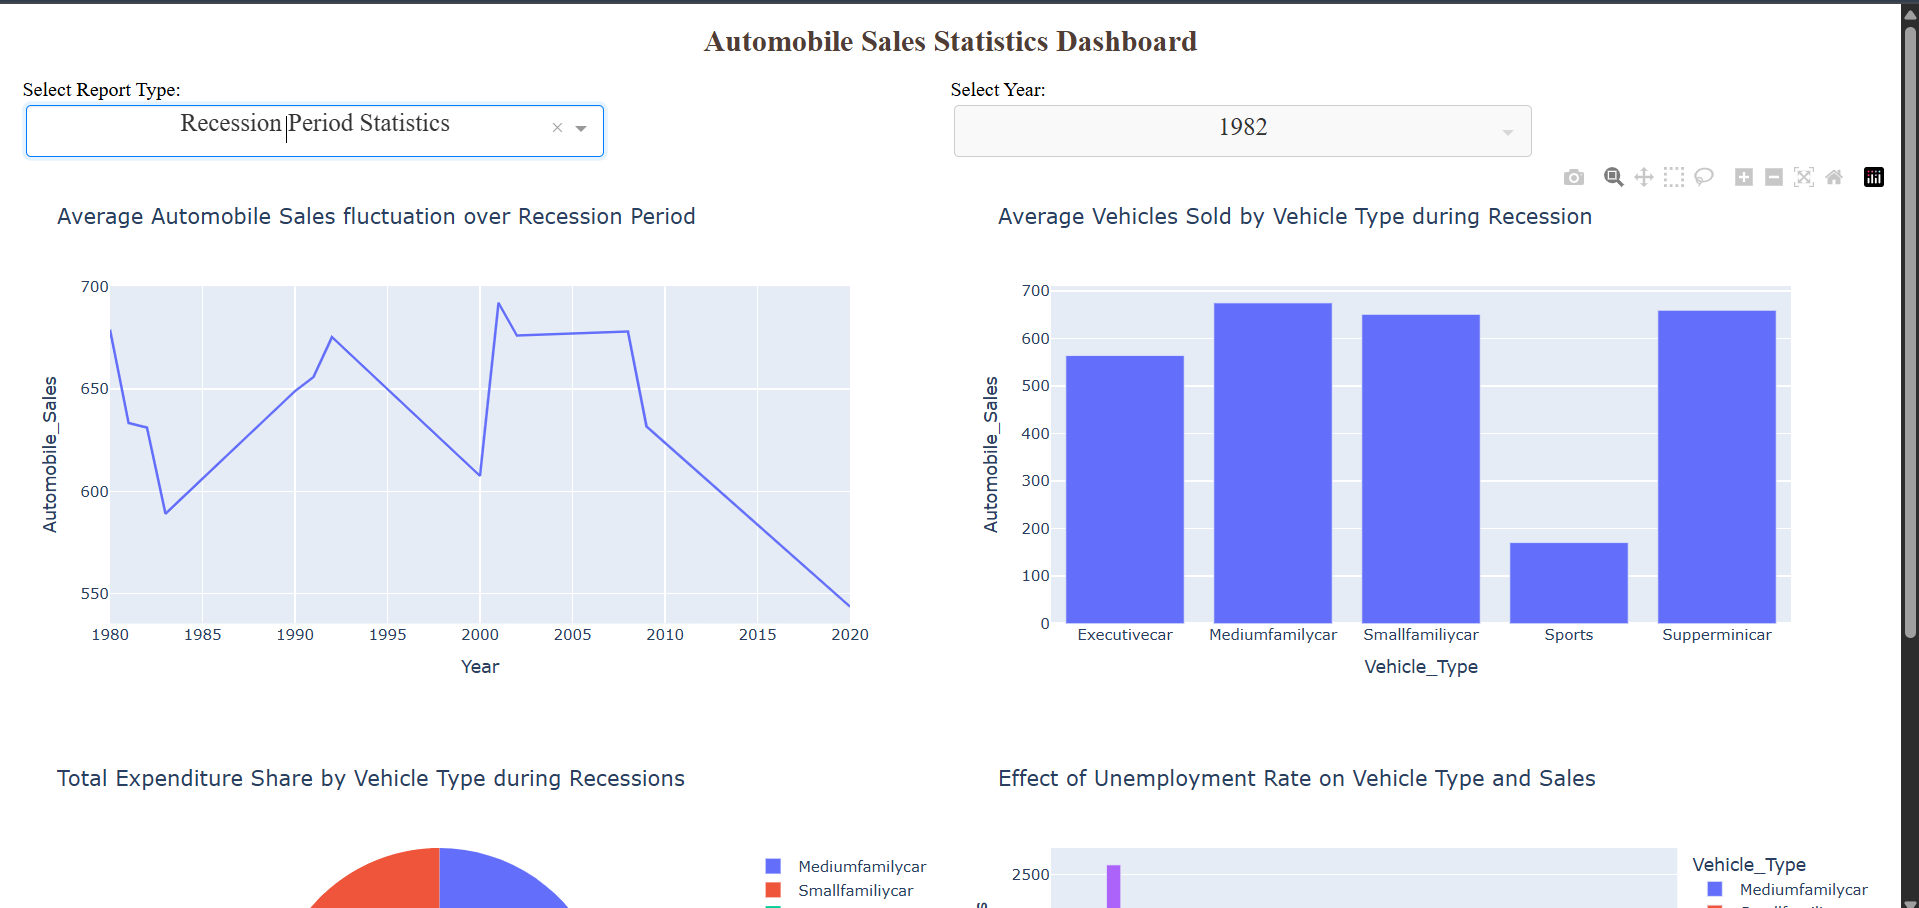 Automobile Sales Statistics Dashboard
Select Report Type:
Select Year:
Recession Period Statistics
1982
Average Automobile Sales fluctuation over Recession Period
Average Vehicles Sold by Vehicle Type during Recession
700
650
600
550
Automobile_Sales
1980 1985 1990 1995 2000 2005 2010 2015 2020
Year
700
600
500
400
300
200
100
0
Automobile_Sales
Executivecar Mediumfamilycar Smallfamiliycar Sports Supperminicar
Vehicle_Type
Total Expenditure Share by Vehicle Type during Recessions
Effect of Unemployment Rate on Vehicle Type and Sales
Mediumfamilycar
Smallfamiliycar
2500
Vehicle_Type
Mediumfamilycar